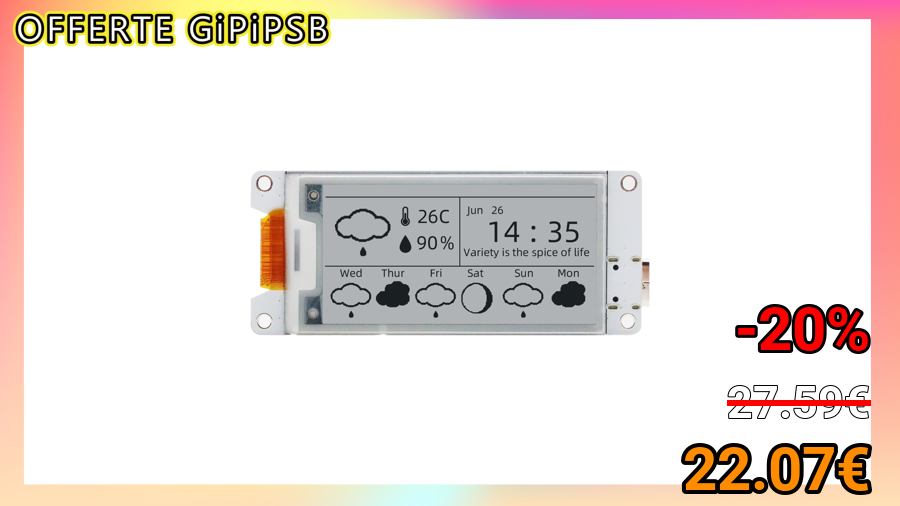 OFFERTE GiPiPSB
26C
90%
Jun 26
14 : 35
Variety is the spice of life
Wed Thur Fri Sat Sun Mon
-20%
27.59€
22.07€